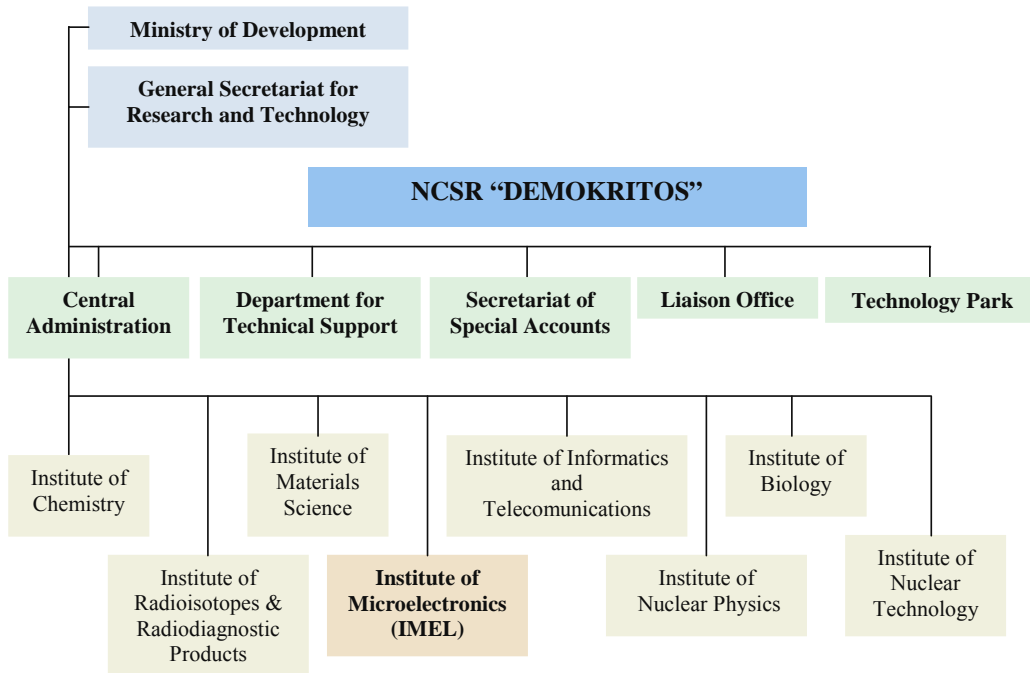 Ministry of Development
General Secretariat for
Research and Technology
NCSR “DEMOKRITOS”
Central
Administration
Department for
Technical Support
Secretariat of
Special Accounts
Liaison Office
Technology Park
Institute of
Chemistry
Institute of
Materials
Science
Institute of Informatics
and
Telecomunications
Institute of
Biology
Institute of
Radioisotopes &
Radiodiagnostic
Products
Institute of
Microelectronics
(IMEL)
Institute of
Nuclear Physics
Institute of
Nuclear
Technology